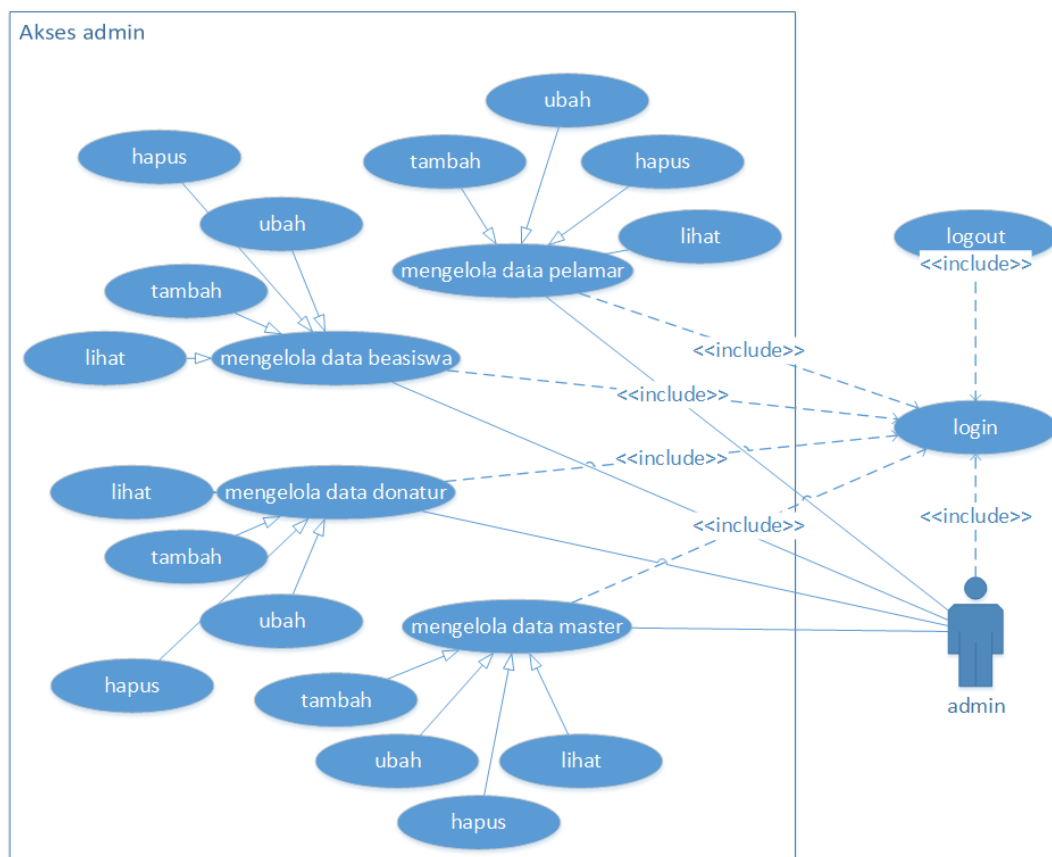 Akses admin
ubah
hapus
tambah
hapus
ubah
lihat
logout
<<include>>
mengelola data pelamar
tambah
<<include>>
lihat
mengelola data beasiswa
<<include>>
login
<<include>>
lihat
mengelola data donatur
<<include>>
<<include>>
tambah
ubah
mengelola data master
hapus
tambah
admin
ubah
lihat
hapus